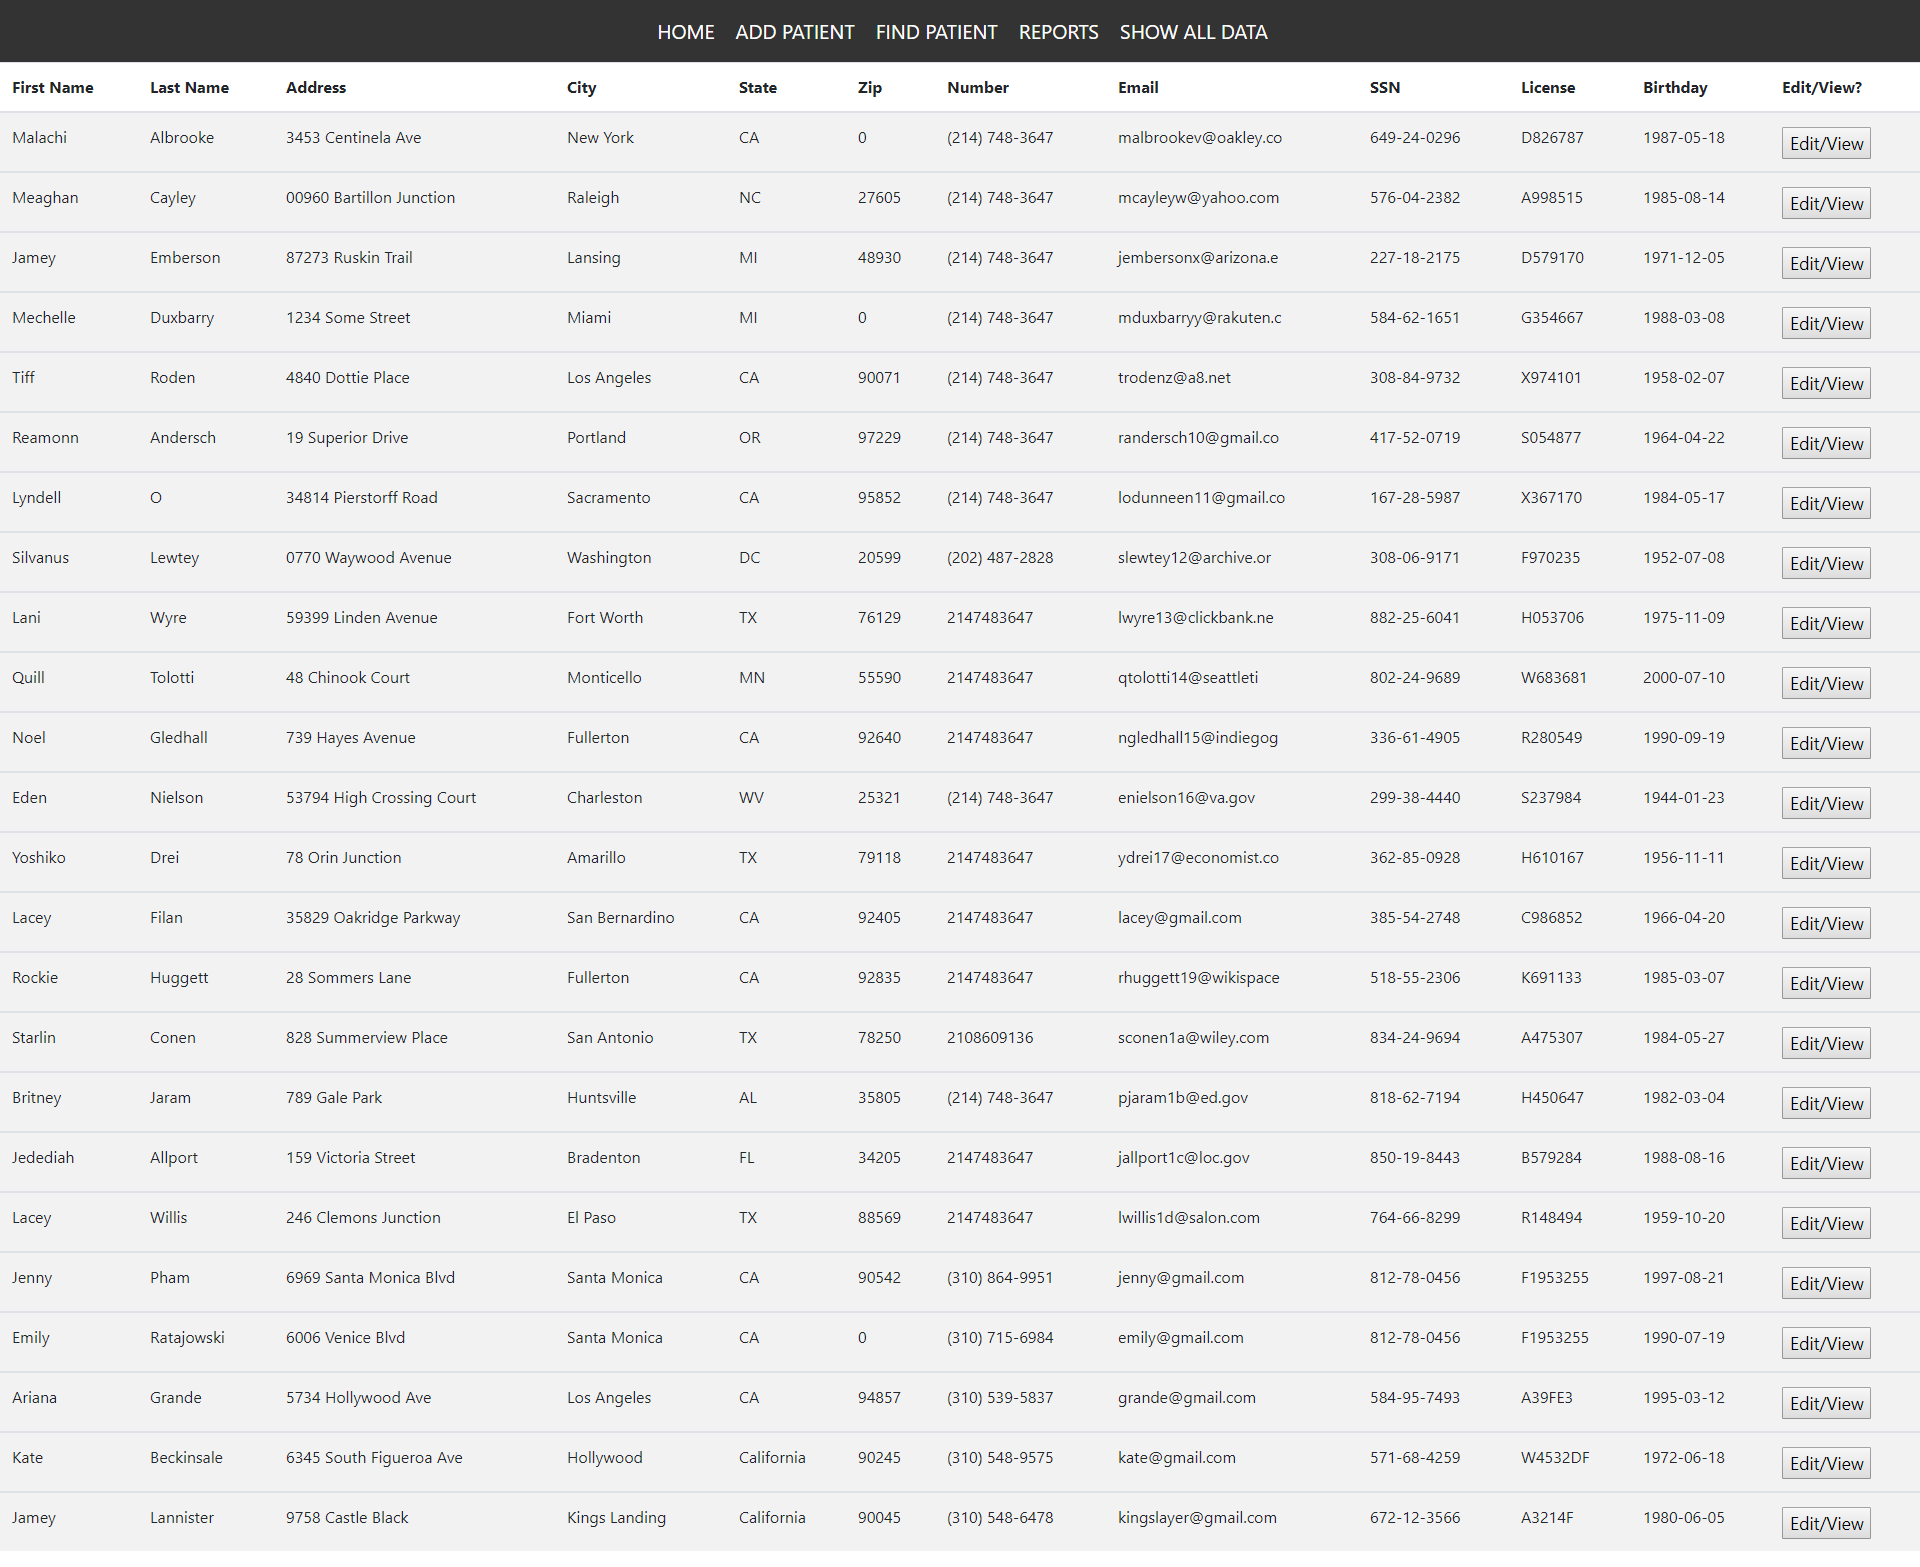 HOME ADD PATIENT FIND PATIENT REPORTS SHOW ALL DATA
First Name Last Name Address City State Zip Number Email SSN License Birthday Edit/View?
Malachi Albrooke 3453 Centinela Ave New York CA 0 (214) 748-3647 malbrookev@oakley.co 649-24-0296 D826787 1987-05-18 Edit/View
Meaghan Cayley 00960 Bartillon Junction Raleigh NC 27605 (214) 748-3647 mcayleyw@yahoo.com 576-04-2382 A998515 1985-08-14 Edit/View
Jamey Emberson 87273 Ruskin Trail Lansing MI 48930 (214) 748-3647 jembersonx@arizona.e 227-18-2175 D579170 1971-12-05 Edit/View
Mechelle Duxbarry 1234 Some Street Miami MI 0 (214) 748-3647 mduxbarryy@rakuten.c 584-62-1651 G354667 1988-03-08 Edit/View
Tiff Roden 4840 Dottie Place Los Angeles CA 90071 (214) 748-3647 trodenz@a8.net 308-84-9732 X974101 1958-02-07 Edit/View
Reamonn Andersch 19 Superior Drive Portland OR 97229 (214) 748-3647 randersch10@gmail.co 417-52-0719 S054877 1964-04-22 Edit/View
Lyndell O 34814 Pierstorff Road Sacramento CA 95852 (214) 748-3647 lodunneen11@gmail.co 167-28-5987 X367170 1984-05-17 Edit/View
Silvanus Lewtey 0770 Waywood Avenue Washington DC 20599 (202) 487-2828 slewtey12@archive.or 308-06-9171 F970235 1952-07-08 Edit/View
Lani Wyre 59399 Linden Avenue Fort Worth TX 76129 2147483647 lwyre13@clickbank.ne 882-25-6041 H053706 1975-11-09 Edit/View
Quill Tolotti 48 Chinook Court Monticello MN 55590 2147483647 qtolotti14@seattleti 802-24-9689 W683681 2000-07-10 Edit/View
Noel Gledhall 739 Hayes Avenue Fullerton CA 92640 2147483647 ngledhall15@indiegog 336-61-4905 R280549 1990-09-19 Edit/View
Eden Nielson 53794 High Crossing Court Charleston WV 25321 (214) 748-3647 enielson16@va.gov 299-38-4440 S237984 1944-01-23 Edit/View
Yoshiko Drei 78 Orin Junction Amarillo TX 79118 2147483647 ydrei17@economist.co 362-85-0928 H610167 1956-11-11 Edit/View
Lacey Filan 35829 Oakridge Parkway San Bernardino CA 92405 2147483647 lacey@gmail.com 385-54-2748 C986852 1966-04-20 Edit/View
Rockie Huggett 28 Sommers Lane Fullerton CA 92835 2147483647 rhuggett19@wikispace 518-55-2306 K691133 1985-03-07 Edit/View
Starlin Conen 828 Summerview Place San Antonio TX 78250 2108609136 sconen1a@wiley.com 834-24-9694 A475307 1984-05-27 Edit/View
Britney Jaram 789 Gale Park Huntsville AL 35805 (214) 748-3647 pjaram1b@ed.gov 818-62-7194 H450647 1982-03-04 Edit/View
Jedediah Allport 159 Victoria Street Bradenton FL 34205 2147483647 jallport1c@loc.gov 850-19-8443 B579284 1988-08-16 Edit/View
Lacey Willis 246 Clemons Junction El Paso TX 88569 2147483647 lwillis1d@salon.com 764-66-8299 R148494 1959-10-20 Edit/View
Jenny Pham 6969 Santa Monica Blvd Santa Monica CA 90542 (310) 864-9951 jenny@gmail.com 812-78-0456 F1953255 1997-08-21 Edit/View
Emily Ratajowski 6006 Venice Blvd Santa Monica CA 0 (310) 715-6984 emily@gmail.com 812-78-0456 F1953255 1990-07-19 Edit/View
Ariana Grande 5734 Hollywood Ave Los Angeles CA 94857 (310) 539-5837 grande@gmail.com 584-95-7493 A39FE3 1995-03-12 Edit/View
Kate Beckinsale 6345 South Figueroa Ave Hollywood California 90245 (310) 548-9575 kate@gmail.com 571-68-4259 W4532DF 1972-06-18 Edit/View
Jamey Lannister 9758 Castle Black Kings Landing California 90045 (310) 548-6478 kingslayer@gmail.com 672-12-3566 A3214F 1980-06-05 Edit/View